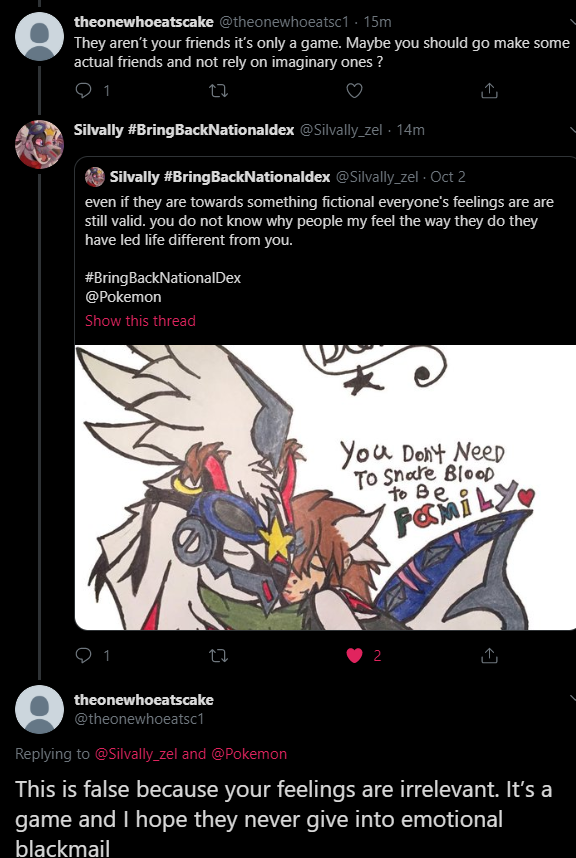 theonewhoeatscake @theonewhoeatsc1 · 15m
They aren't your friends it's only a game. Maybe you should go make some
actual friends and not rely on imaginary ones ?
1
Silvally #BringBackNationaldex @Silvally_zel · 14m
Silvally #BringBackNationaldex @Silvally_zel · Oct 2
even if they are towards something fictional everyone's feelings are are
still valid. you do not know why people my feel the way they do they
have led life different from you.
#BringBackNationalDex
@Pokemon
Show this thread
You Don't Need
To Share Blood
to Be
FAMiLY
1 2
theonewhoeatscake
@theonewhoeatsc1
Replying to @Silvally_zel and @Pokemon
This is false because your feelings are irrelevant. It's a
game and I hope they never give into emotional
blackmail